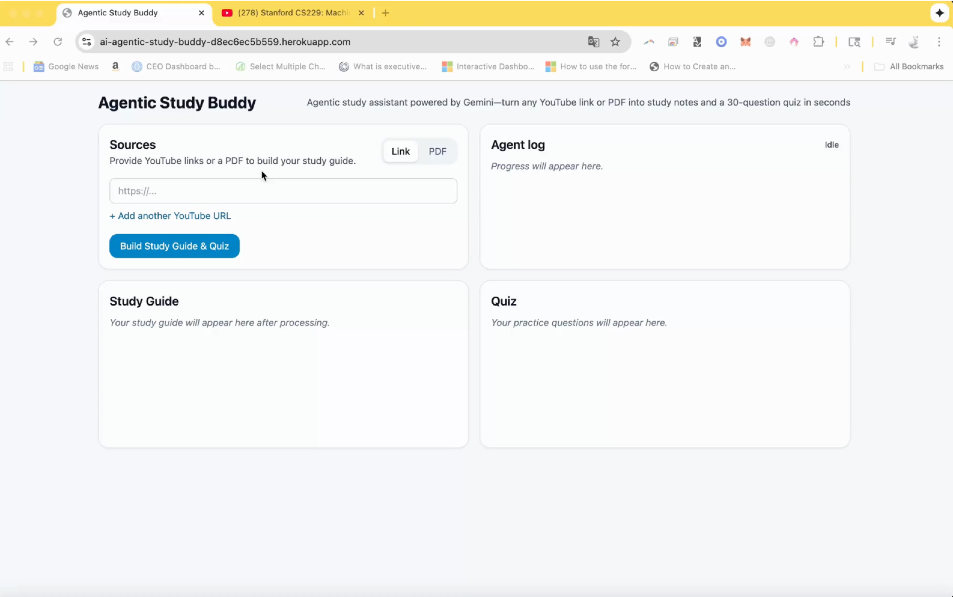 Agentic Study Buddy
(278) Stanford CS229: Machi
ai-agentic-study-buddy-d8ec6ec5b559.herokuapp.com
Google News
CEO Dashboard b...
Select Multiple Ch...
What is executive...
Interactive Dashbo...
How to use the for...
How to Create an...
»
All Bookmarks
Agentic Study Buddy
Agentic study assistant powered by Gemini—turn any YouTube link or PDF into study notes and a 30-question quiz in seconds
Sources
Provide YouTube links or a PDF to build your study guide.
Link
PDF
https://...
+ Add another YouTube URL
Build Study Guide & Quiz
Agent log
Idle
Progress will appear here.
Study Guide
Your study guide will appear here after processing.
Quiz
Your practice questions will appear here.